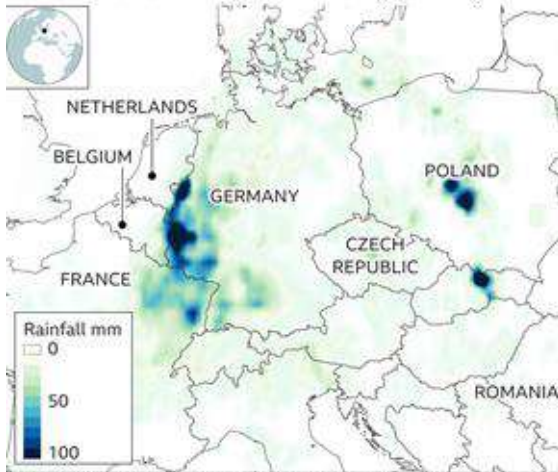 NETHERLANDS
BELGIUM
GERMANY
POLAND
CZECH
REPUBLIC
FRANCE
Rainfall mm
0
50
100
ROMANIA